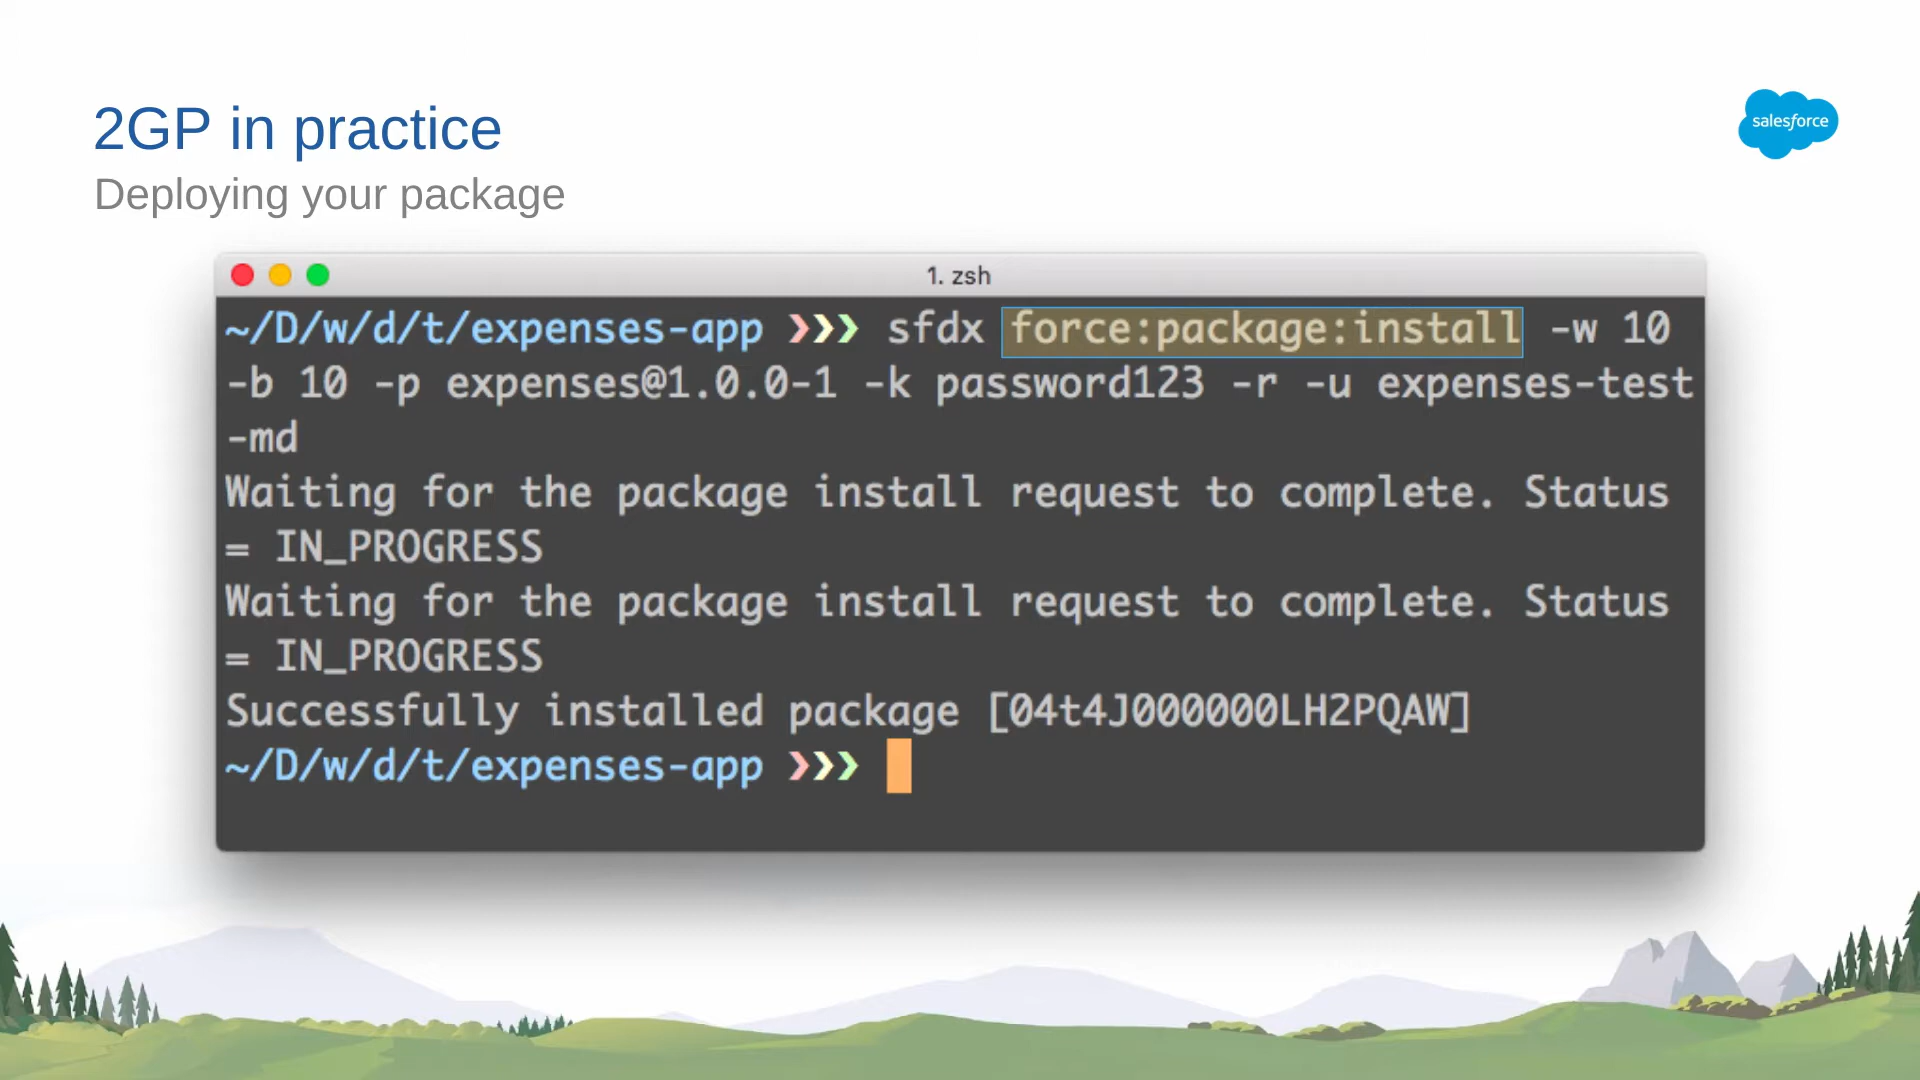 2GP in practice
salesforce
Deploying your package
1. zsh
~/D/w/d/t/expenses-app ❯❯❯ sfdx force:package:install -w 10
-b 10 -p expenses@1.0.0-1 -k password123 -r -u expenses-test
-md
Waiting for the package install request to complete. Status
= IN_PROGRESS
Waiting for the package install request to complete. Status
= IN_PROGRESS
Successfully installed package [04t4J000000LH2PQAW]
~/D/w/d/t/expenses-app ❯❯❯